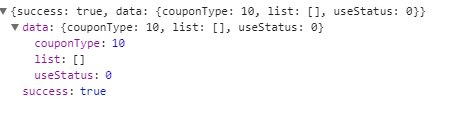 ▼{success: true, data: {couponType: 10, list: [], useStatus: 0}}
▼data: {couponType: 10, list: [], useStatus: 0}
couponType: 10
list: []
useStatus: 0
success: true